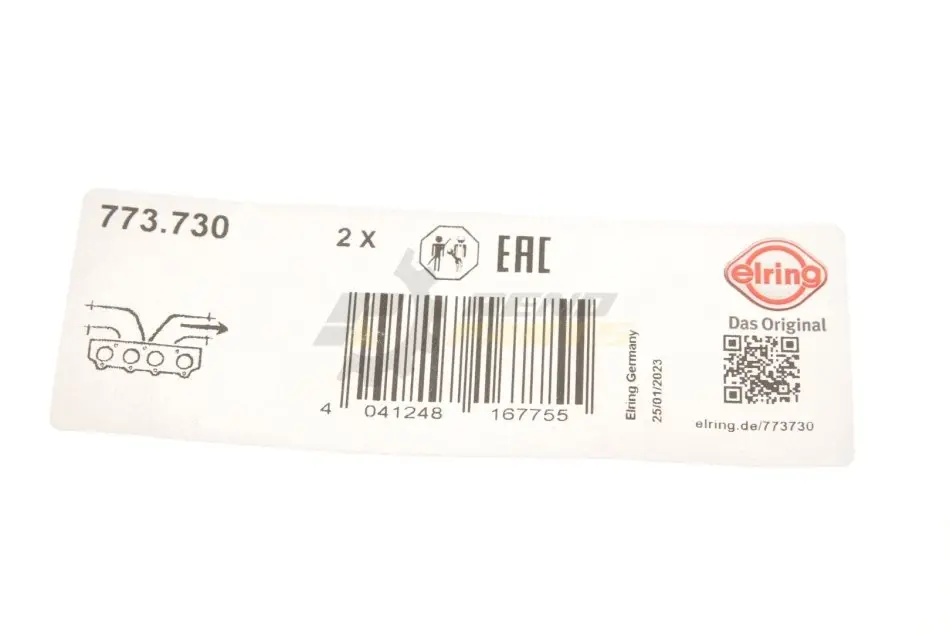 773.730
2 X
EAC
elring
Das Original
4 041248 167755
Elring Germany
25/01/2023
elring.de/773730